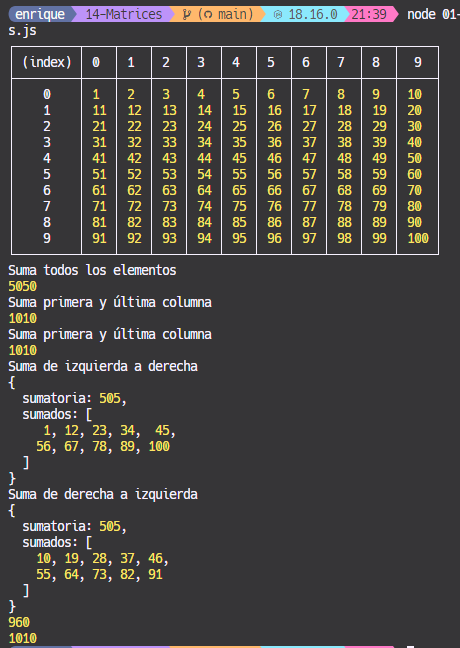 enrique 14-Matrices ( main) 18.16.0 21:39 node 01-
s.js
(index) 0 1 2 3 4 5 6 7 8 9
0 1 2 3 4 5 6 7 8 9 10
1 11 12 13 14 15 16 17 18 19 20
2 21 22 23 24 25 26 27 28 29 30
3 31 32 33 34 35 36 37 38 39 40
4 41 42 43 44 45 46 47 48 49 50
5 51 52 53 54 55 56 57 58 59 60
6 61 62 63 64 65 66 67 68 69 70
7 71 72 73 74 75 76 77 78 79 80
8 81 82 83 84 85 86 87 88 89 90
9 91 92 93 94 95 96 97 98 99 100
Suma todos los elementos
5050
Suma primera y última columna
1010
Suma primera y última columna
1010
Suma de izquierda a derecha
{
sumatoria: 505,
sumados: [
1, 12, 23, 34, 45,
56, 67, 78, 89, 100
]
}
Suma de derecha a izquierda
{
sumatoria: 505,
sumados: [
10, 19, 28, 37, 46,
55, 64, 73, 82, 91
]
}
960
1010